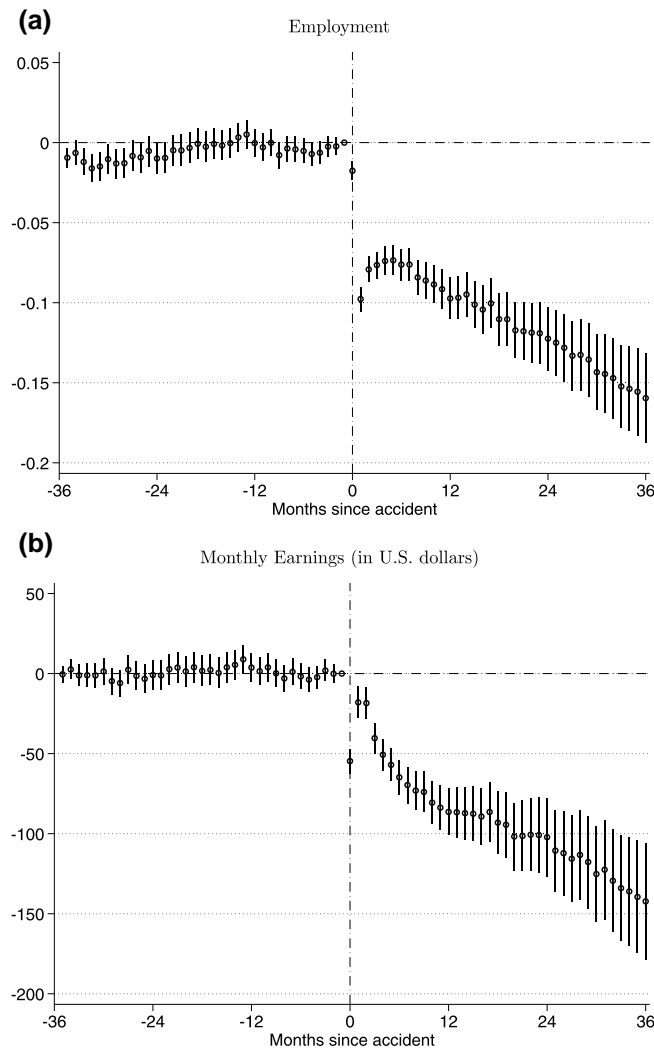 (a)
Employment
0.05
0
-0.05
-0.1
-0.15
-0.2
-36 -24 -12 0 12 24 36
Months since accident
(b)
Monthly Earnings (in U.S. dollars)
50
0
-50
-100
-150
-200
-36 -24 -12 0 12 24 36
Months since accident